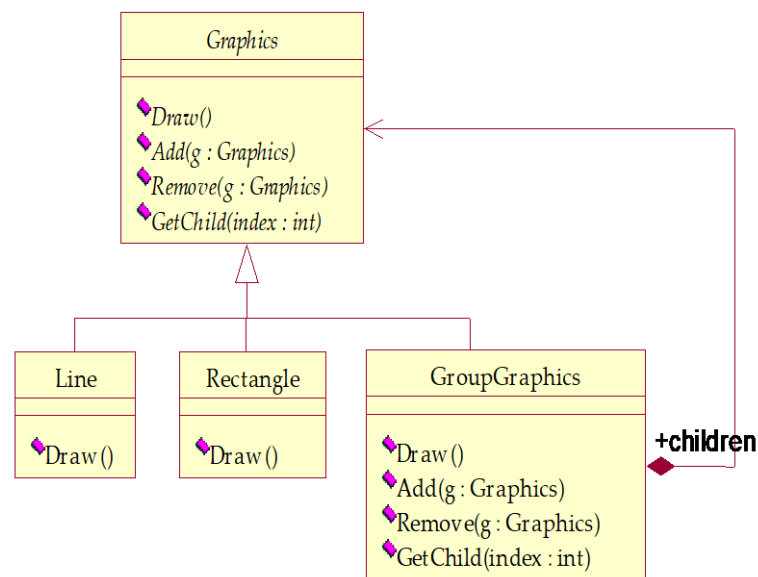 Graphics
Draw()
Add(g : Graphics)
Remove(g : Graphics)
GetChild(index : int)
Line
Draw()
Rectangle
Draw()
GroupGraphics
Draw()
Add(g : Graphics)
Remove(g : Graphics)
GetChild(index : int)
+children